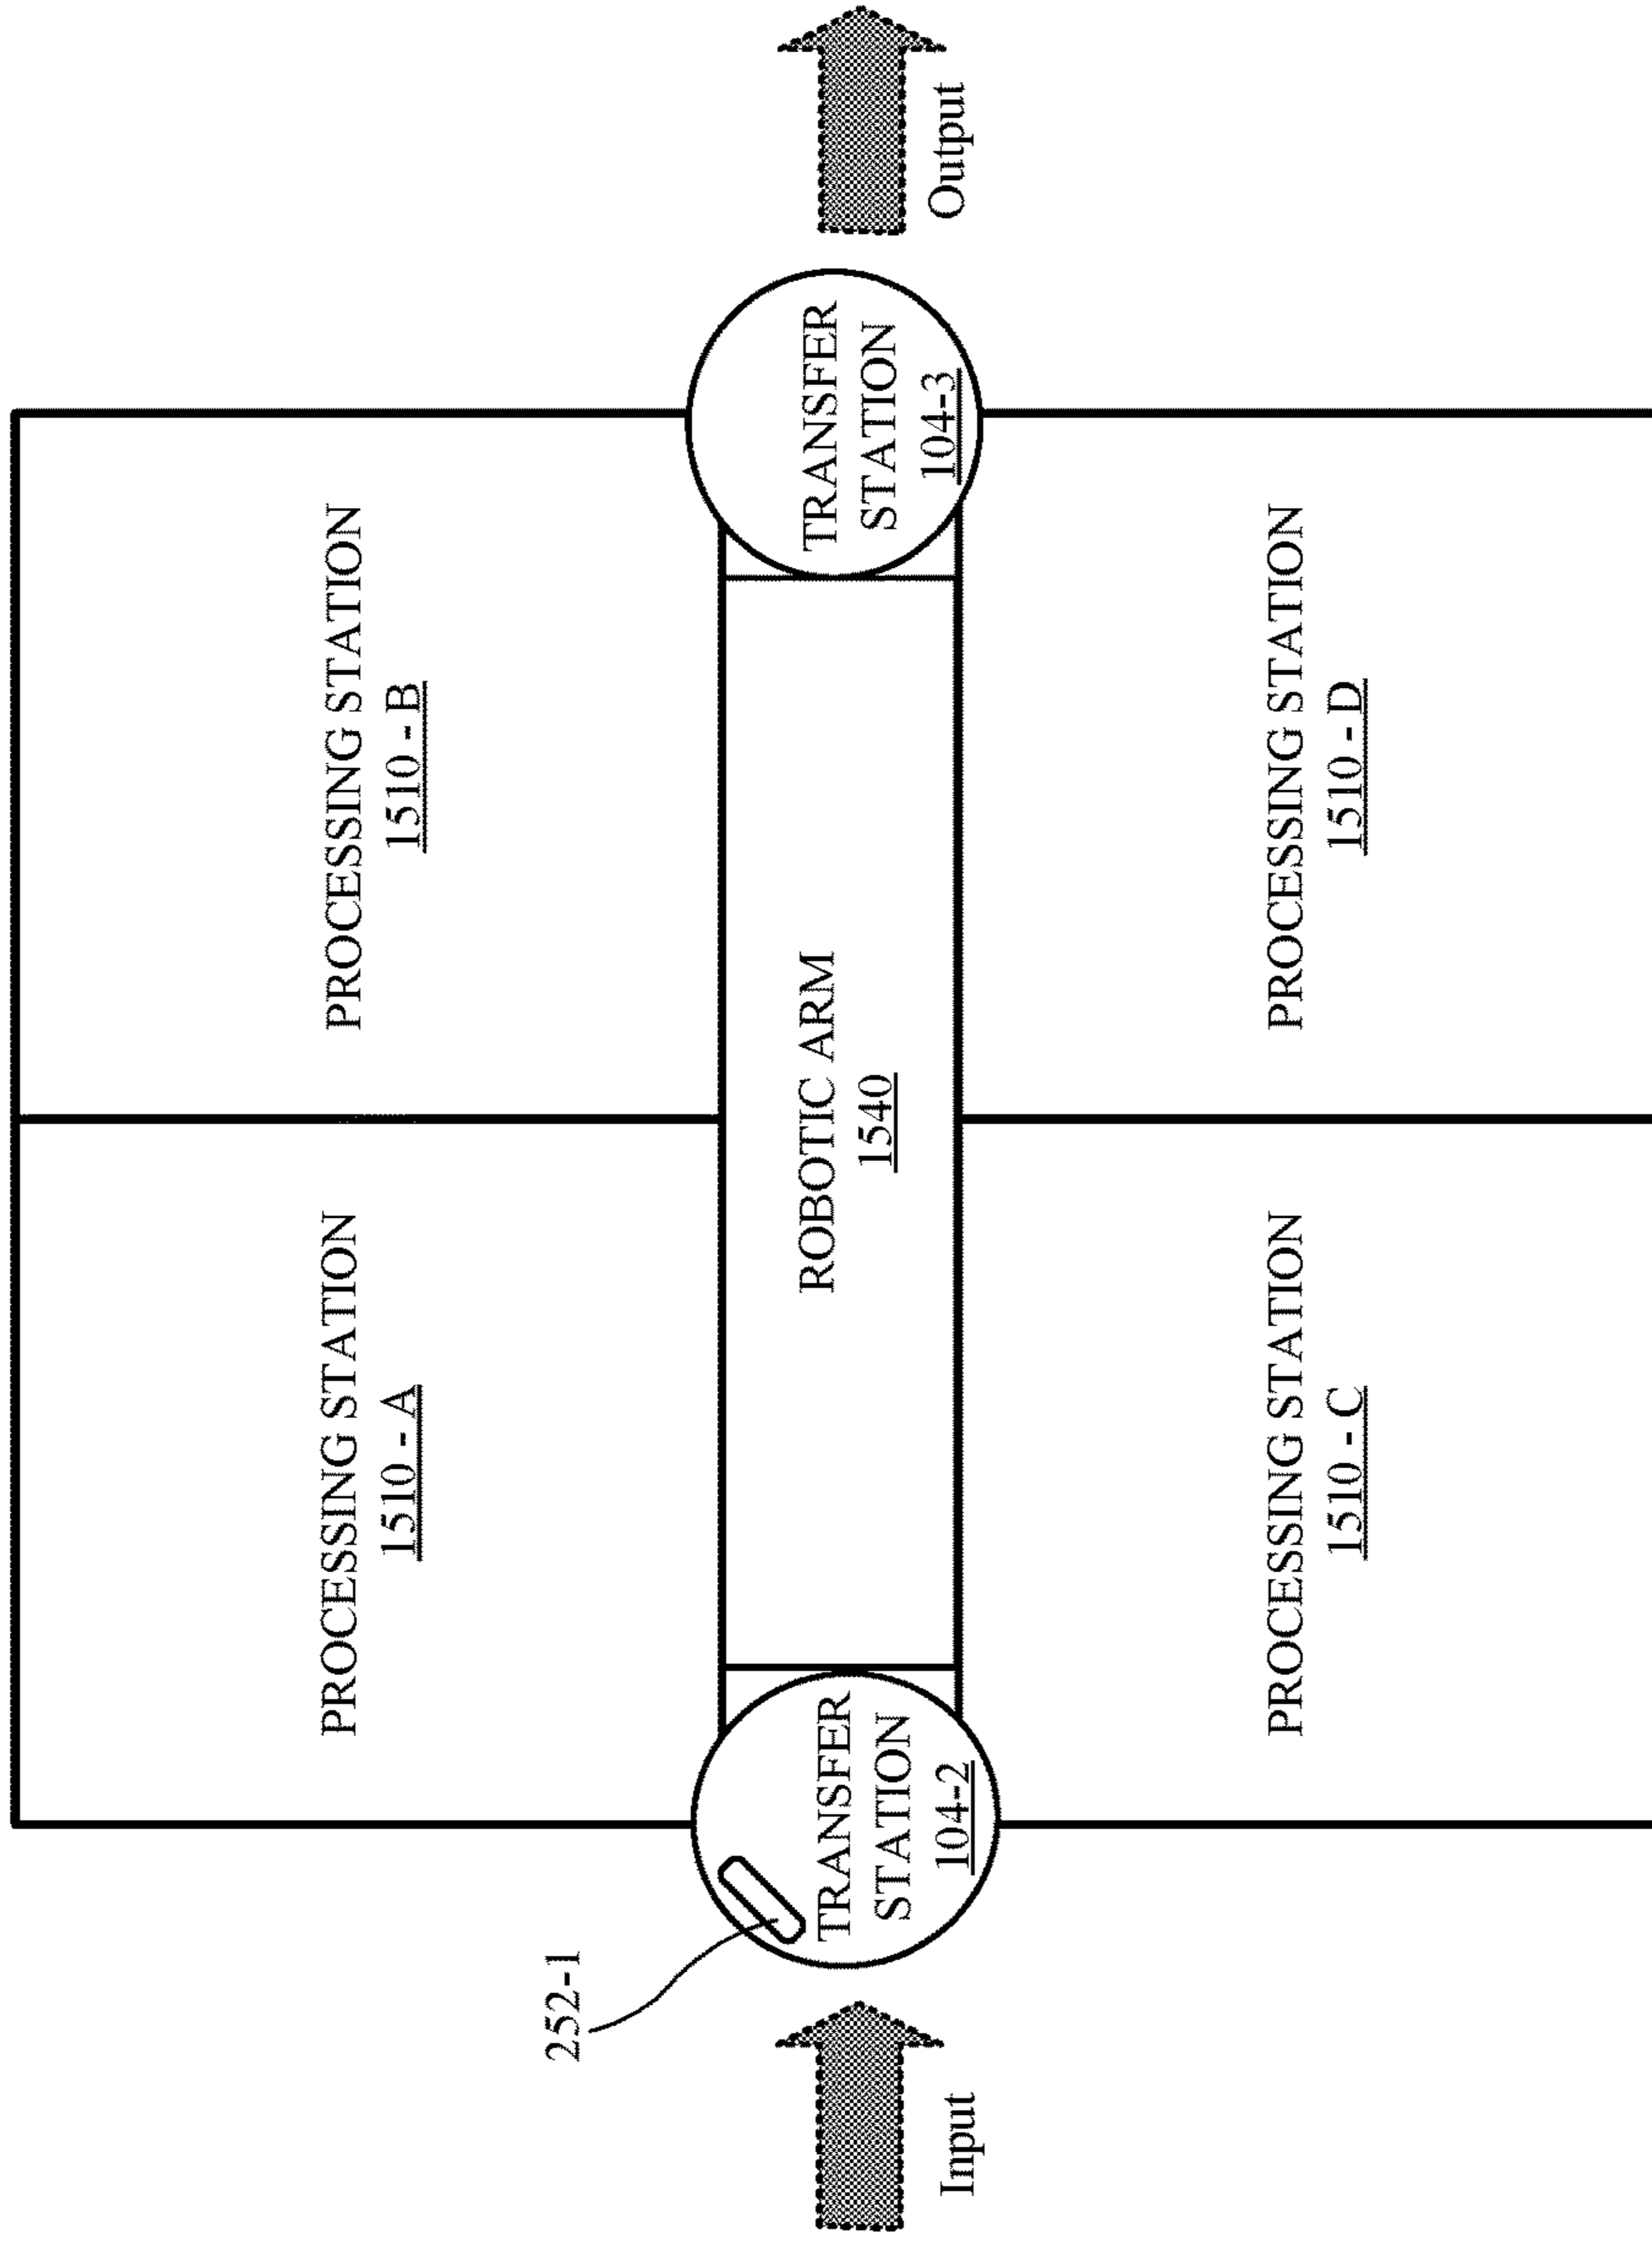 PROCESSING STATION
1510 - A
PROCESSING STATION
1510 - B
252-1
Input
TRANSFER
STATION
104-2
ROBOTIC ARM
1540
TRANSFER
STATION
104-3
Output
PROCESSING STATION
1510 - C
PROCESSING STATION
1510 - D